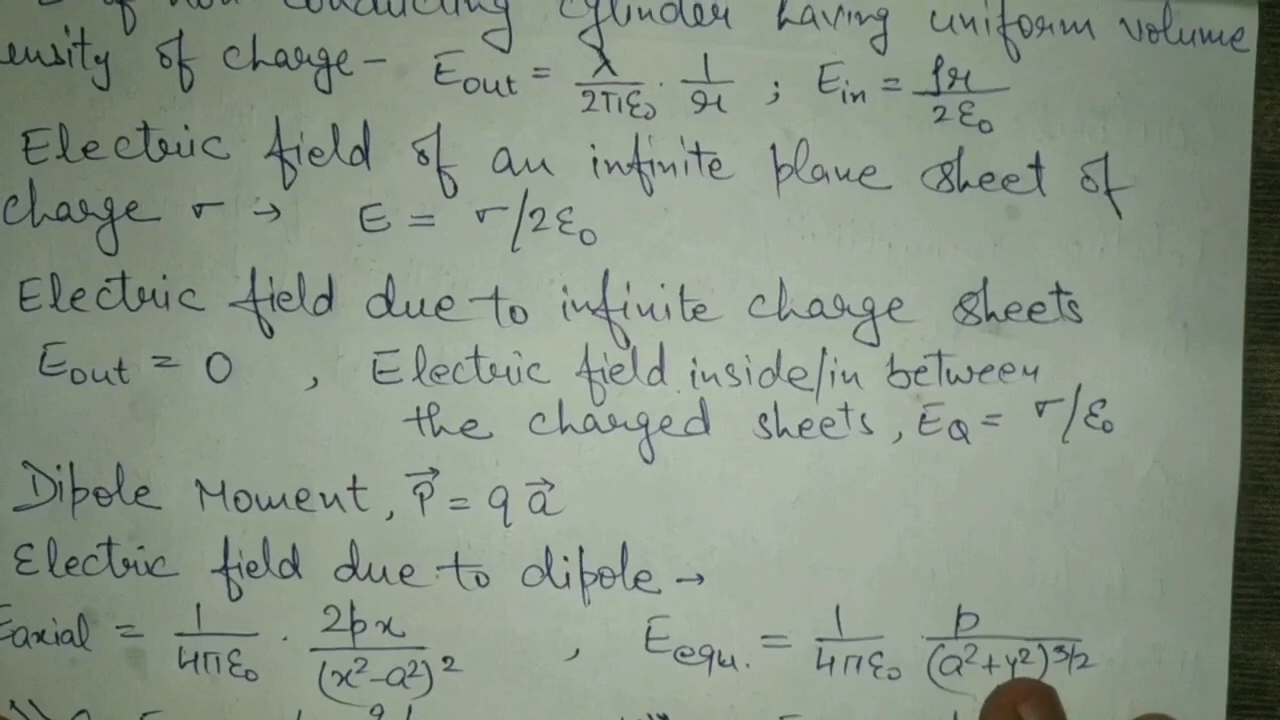 of non conducting cylinder having uniform volume
ensity of charge- Eout = λ/2πε₀ · 1/r ; Ein = ρr/2ε₀
Electric field of an infinite plane sheet of
charge σ → E = σ/2ε₀
Electric field due to infinite charge sheets
Eout = 0 , Electric field inside/in between
the charged sheets, EQ = σ/ε₀
Dipole Moment, p⃗ = q a⃗
Electric field due to dipole →
Eaxial = 1/4πε₀ · 2px/(x²-a²)² , Eequ. = 1/4πε₀ p/(a²+y²)^3/2